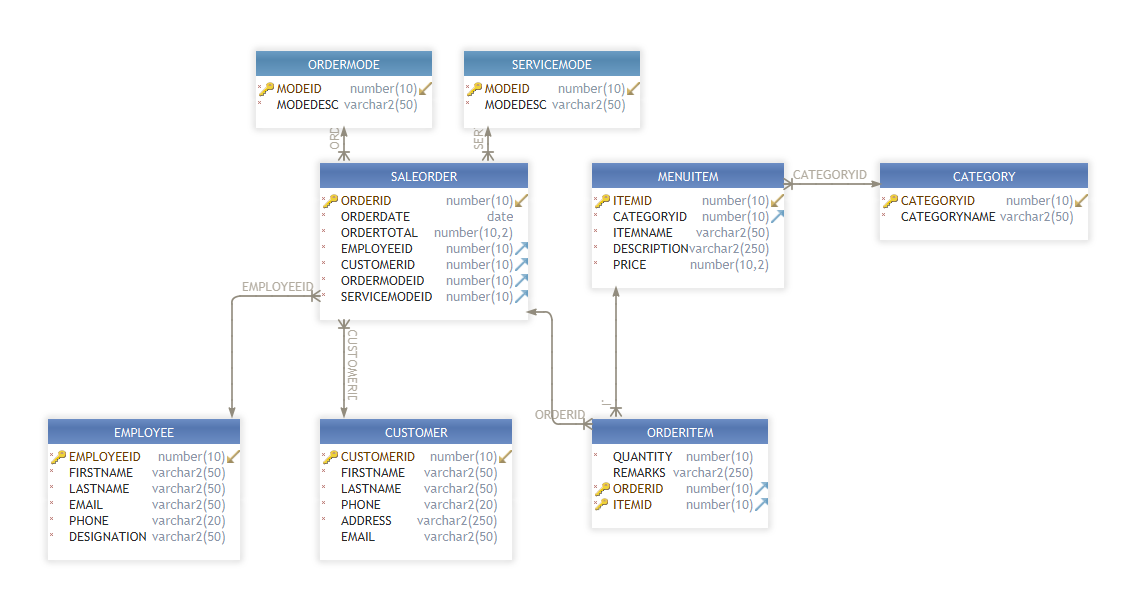 ORDERMODE
MODEID number(10)
MODEDESC varchar2(50)
SERVICEMODE
MODEID number(10)
MODEDESC varchar2(50)
SALEORDER
ORDERID number(10)
ORDERDATE date
ORDERTOTAL number(10,2)
EMPLOYEEID number(10)
CUSTOMERID number(10)
ORDERMODEID number(10)
SERVICEMODEID number(10)
MENUITEM
ITEMID number(10)
CATEGORYID number(10)
ITEMNAME varchar2(50)
DESCRIPTION varchar2(250)
PRICE number(10,2)
CATEGORYID
CATEGORY
CATEGORYID number(10)
CATEGORYNAME varchar2(50)
EMPLOYEEID
CUSTOMERID
ORDERID
EMPLOYEE
EMPLOYEEID number(10)
FIRSTNAME varchar2(50)
LASTNAME varchar2(50)
EMAIL varchar2(50)
PHONE varchar2(20)
DESIGNATION varchar2(50)
CUSTOMER
CUSTOMERID number(10)
FIRSTNAME varchar2(50)
LASTNAME varchar2(50)
PHONE varchar2(20)
ADDRESS varchar2(250)
EMAIL varchar2(50)
ORDERITEM
QUANTITY number(10)
REMARKS varchar2(250)
ORDERID number(10)
ITEMID number(10)